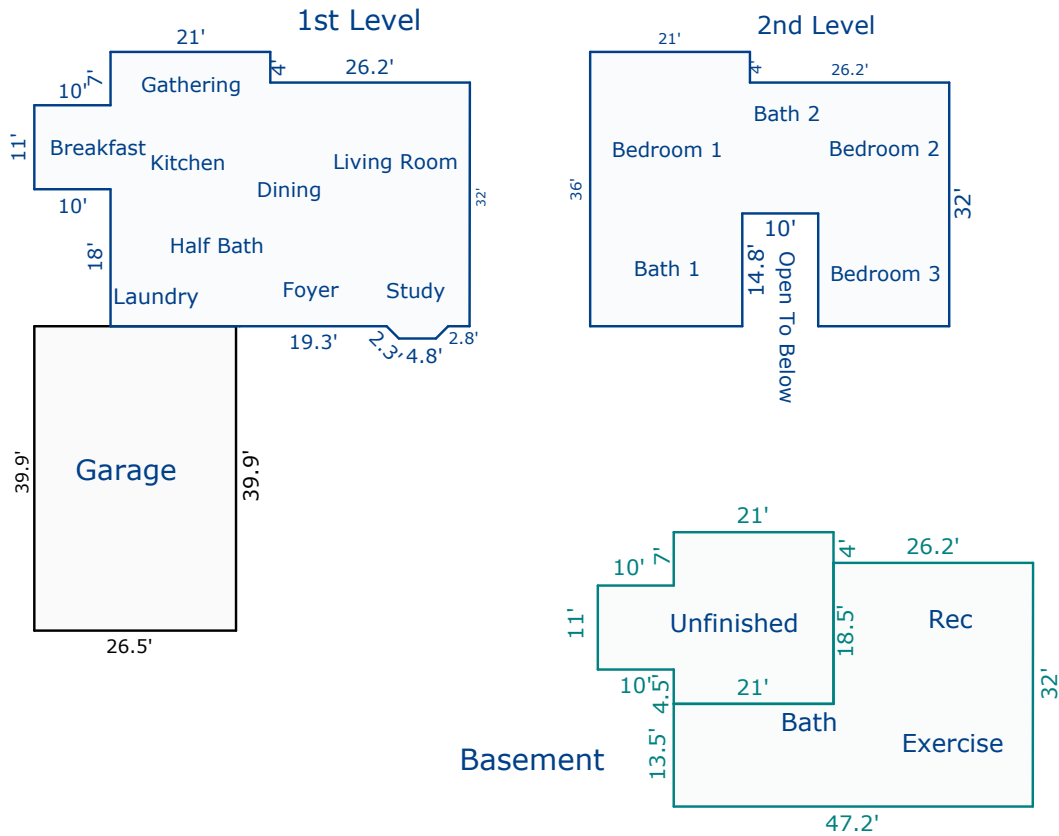 1st Level
21'
4'
26.2'
7'
10'
Gathering
11'
Breakfast
Kitchen
Living Room
Dining
32'
10'
18'
Half Bath
Laundry
Foyer
Study
19.3'
2.3'
4.8'
2.8'
39.9'
Garage
39.9'
26.5'
2nd Level
21'
4'
26.2'
Bath 2
Bedroom 1
Bedroom 2
36'
32'
10'
14.8'
Open To Below
Bath 1
Bedroom 3
21'
4'
26.2'
7'
10'
11'
Unfinished
18.5'
Rec
32'
10'
4.5'
21'
Bath
13.5'
Exercise
Basement
47.2'